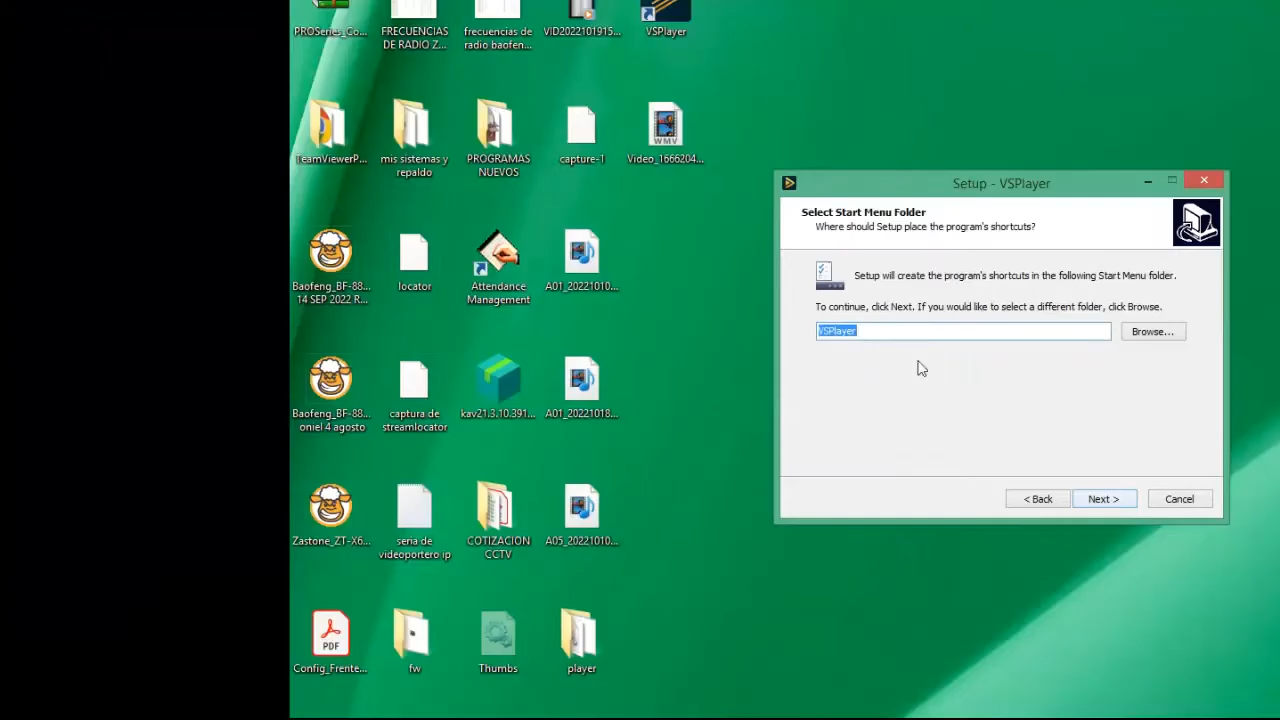 PROSeries_Co...
FRECUENCIAS
DE RADIO Z...
frecuencias de
radio baofen...
VID2022101915...
VSPlayer
TeamViewerP...
mis sistemas y
repaldo
PROGRAMAS
NUEVOS
capture-1
WMV
Video_1666204...
Baofeng_BF-88...
14 SEP 2022 R...
locator
Attendance
Management
A01_20221010...
Baofeng_BF-88...
oniel 4 agosto
captura de
streamlocator
kav21.3.10.391...
A01_20221018...
Zastone_ZT-X6...
seria de
videoportero ip
COTIZACION
CCTV
A05_20221010...
PDF
Config_Frente...
fw
Thumbs
player
Setup - VSPlayer
Select Start Menu Folder
Where should Setup place the program's shortcuts?
Setup will create the program's shortcuts in the following Start Menu folder.
To continue, click Next. If you would like to select a different folder, click Browse.
VSPlayer
Browse...
< Back
Next >
Cancel